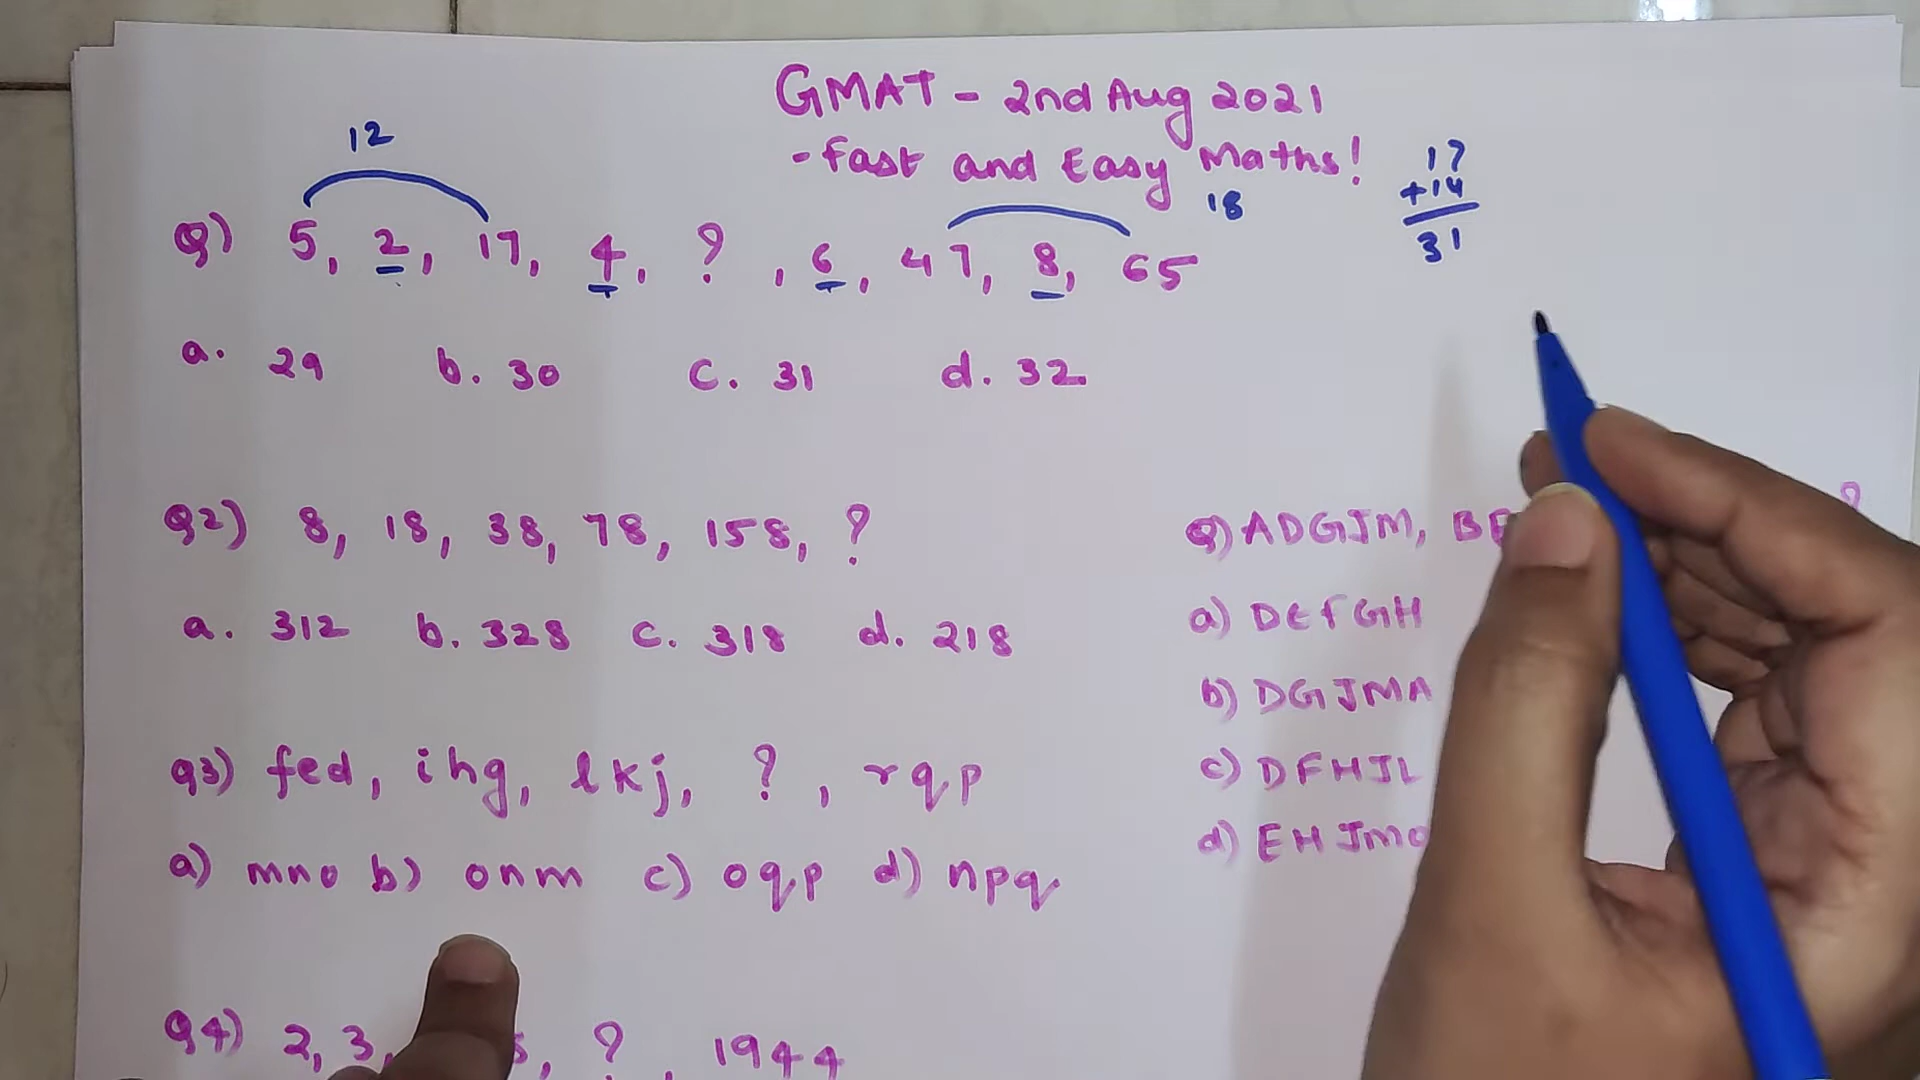 GMAT - 2nd Aug 2021
- Fast and Easy Maths!
12
18
17
+14
31
Q) 5, 2, 17, 4, ? , 6, 47, 8, 65
a. 29 b. 30 c. 31 d. 32
Q2) 8, 18, 38, 78, 158, ?
a. 312 b. 328 c. 318 d. 218
Q3) fed, ihg, lkj, ? , rqp
a) mno b) onm c) oqp d) npq
Q) ADGJM, BE ?
a) DEFGH
b) DGJMA
c) DFHJL
d) EHJMO
Q4) 2, 3, ? , 1944